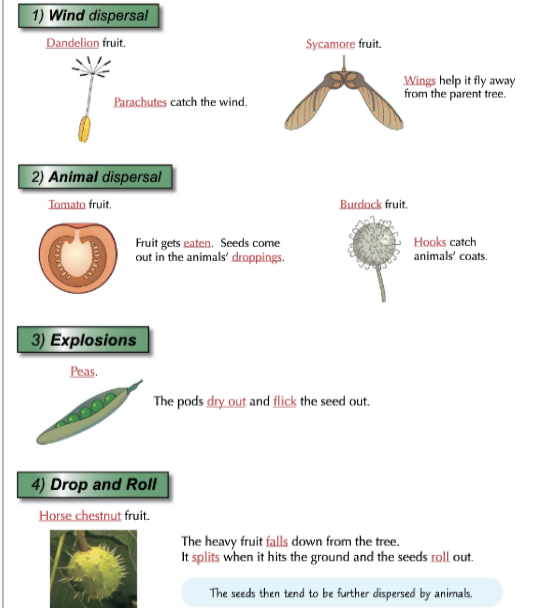 1) Wind dispersal
Dandelion fruit.
Sycamore fruit.
Parachutes catch the wind.
Wings help it fly away
from the parent tree.
2) Animal dispersal
Tomato fruit.
Burdock fruit.
Fruit gets eaten. Seeds come
out in the animals' droppings.
Hooks catch
animals' coats.
3) Explosions
Peas.
The pods dry out and flick the seed out.
4) Drop and Roll
Horse chestnut fruit.
The heavy fruit falls down from the tree.
It splits when it hits the ground and the seeds roll out.
The seeds then tend to be further dispersed by animals.